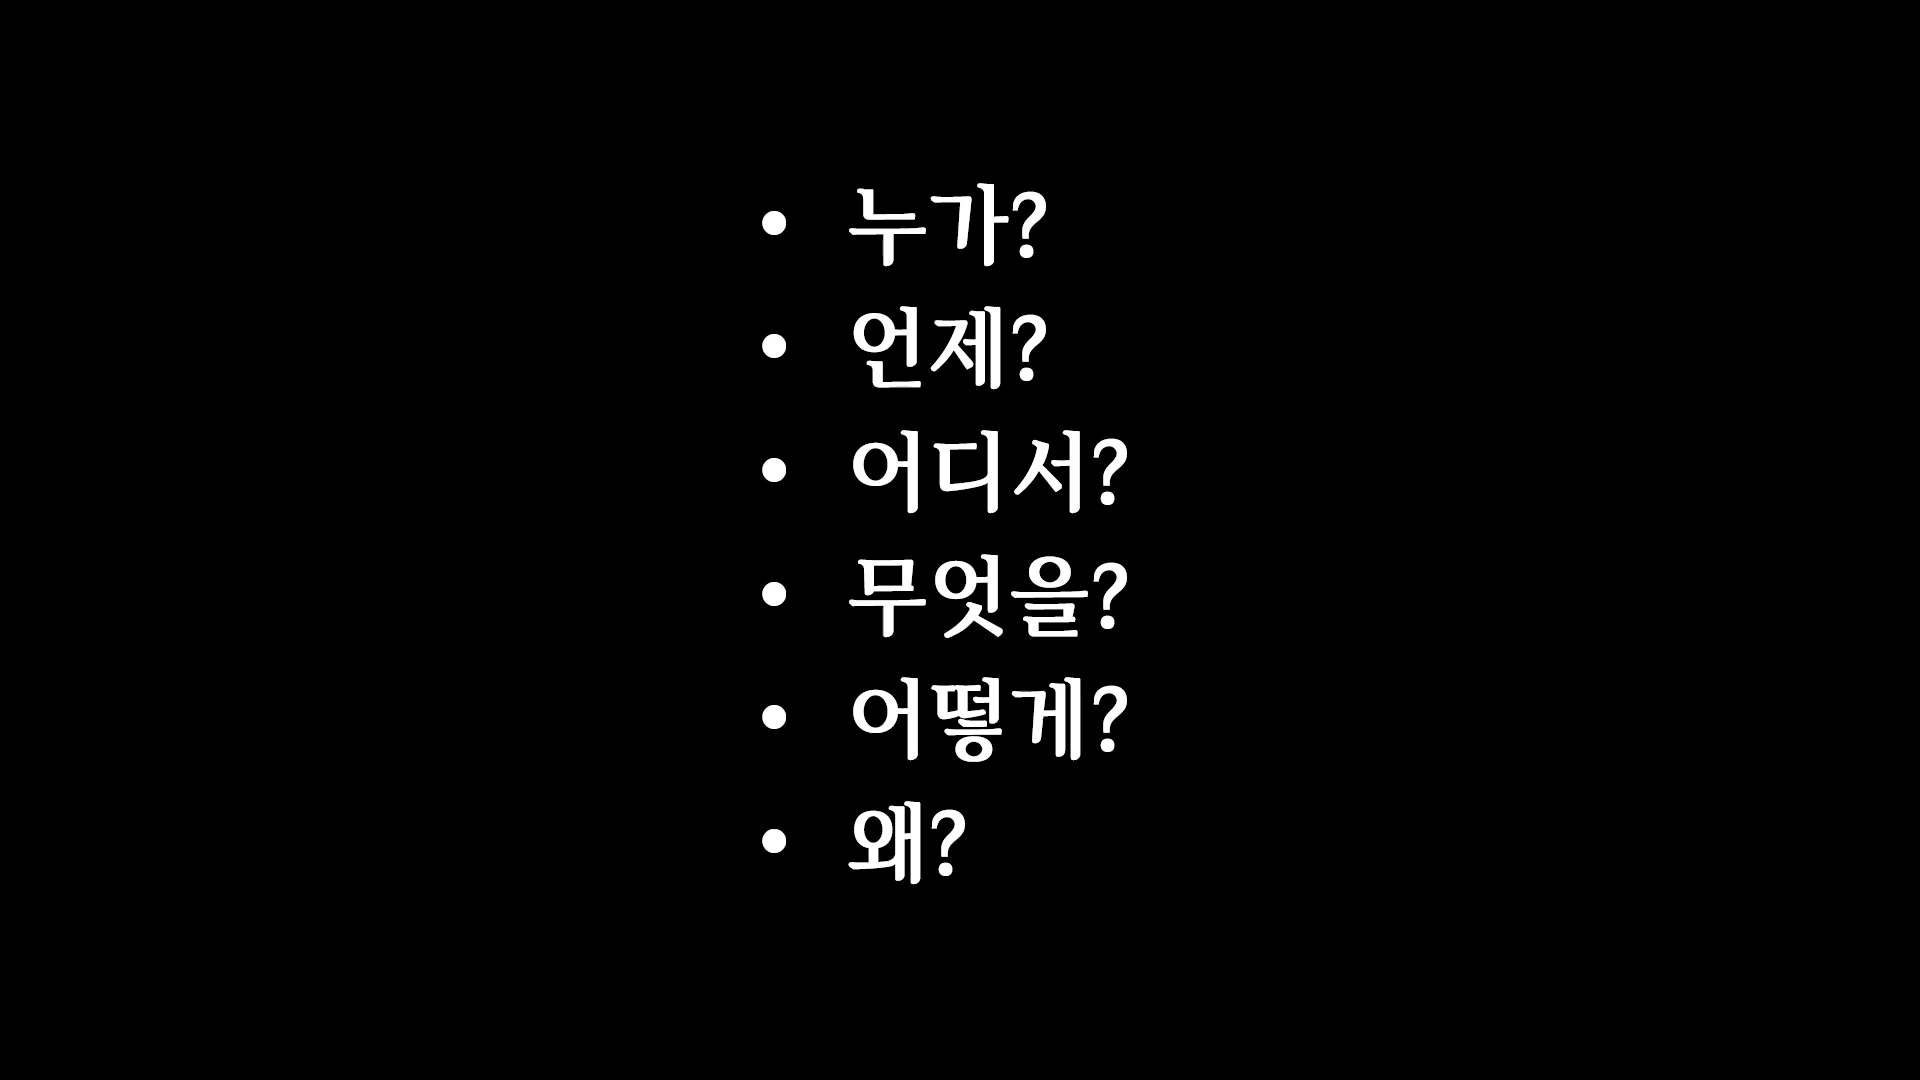 • 누가?
• 언제?
• 어디서?
• 무엇을?
• 어떻게?
• 왜?